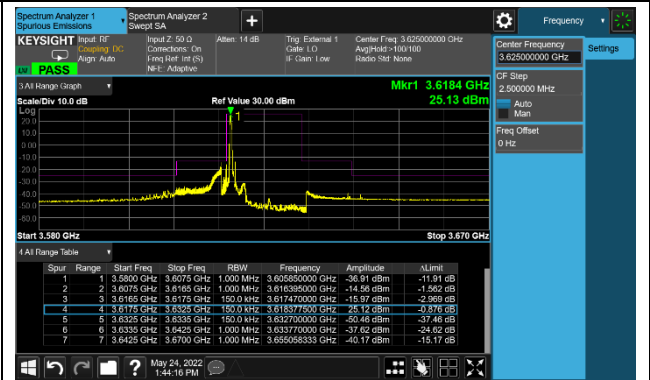 Spectrum Analyzer 1
Spurious Emissions
Spectrum Analyzer 2
Swept SA
Frequency
KEYSIGHT
Input: RF
Coupling: DC
Align: Auto
Input Z: 50 Ω
Corrections: On
Freq Ref: Int (S)
NFE: Adaptive
Atten: 14 dB
Trig: External 1
Gate: LO
IF Gain: Low
Center Freq: 3.625000000 GHz
Avg|Hold:>100/100
Radio Std: None
PASS
Center Frequency
3.625000000 GHz
Settings
CF Step
2.500000 MHz
Auto
Man
Freq Offset
0 Hz
3 All Range Graph
Mkr1 3.6184 GHz
25.13 dBm
Scale/Div 10.0 dB
Ref Value 30.00 dBm
Log
20.0
10.0
0.00
-10.0
-20.0
-30.0
-40.0
-50.0
-60.0
1
Start 3.580 GHz
Stop 3.670 GHz
4 All Range Table
Spur Range Start Freq Stop Freq RBW Frequency Amplitude ΔLimit
1 1 3.5800 GHz 3.6075 GHz 1.000 MHz 3.605850000 GHz -36.91 dBm -11.91 dB
2 2 3.6075 GHz 3.6165 GHz 1.000 MHz 3.616395000 GHz -14.56 dBm -1.562 dB
3 3 3.6165 GHz 3.6175 GHz 150.0 kHz 3.617470000 GHz -15.97 dBm -2.969 dB
4 4 3.6175 GHz 3.6325 GHz 150.0 kHz 3.618377500 GHz 25.12 dBm -0.876 dB
5 5 3.6325 GHz 3.6335 GHz 150.0 kHz 3.632700000 GHz -50.46 dBm -37.46 dB
6 6 3.6335 GHz 3.6425 GHz 1.000 MHz 3.633770000 GHz -37.62 dBm -24.62 dB
7 7 3.6425 GHz 3.6700 GHz 1.000 MHz 3.655058333 GHz -40.17 dBm -15.17 dB
May 24, 2022
1:44:16 PM